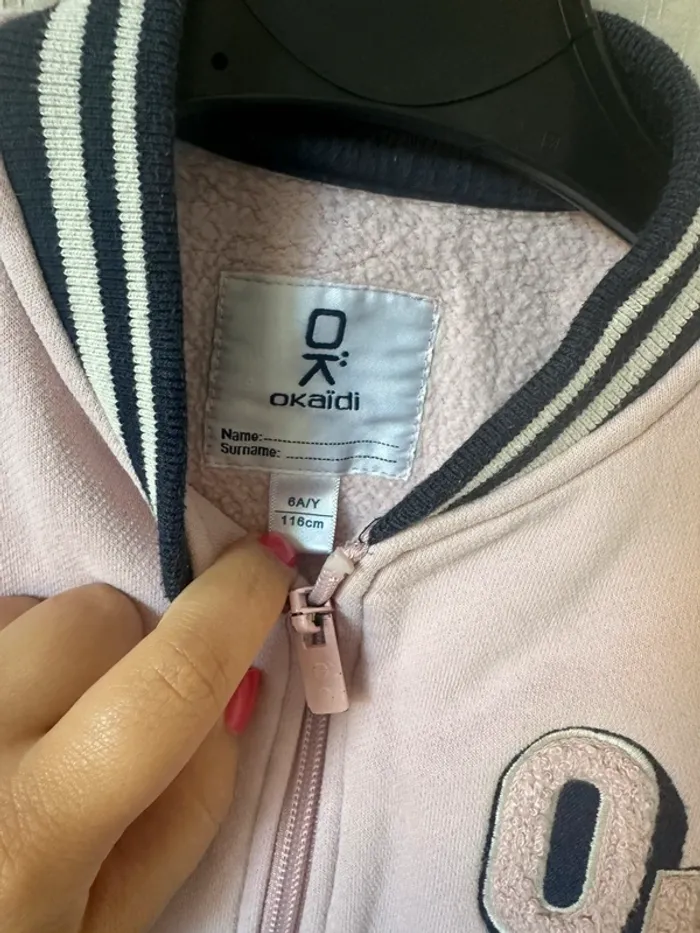 OK
OKaïdi
Name:
Surname:
6A/Y
116cm
O